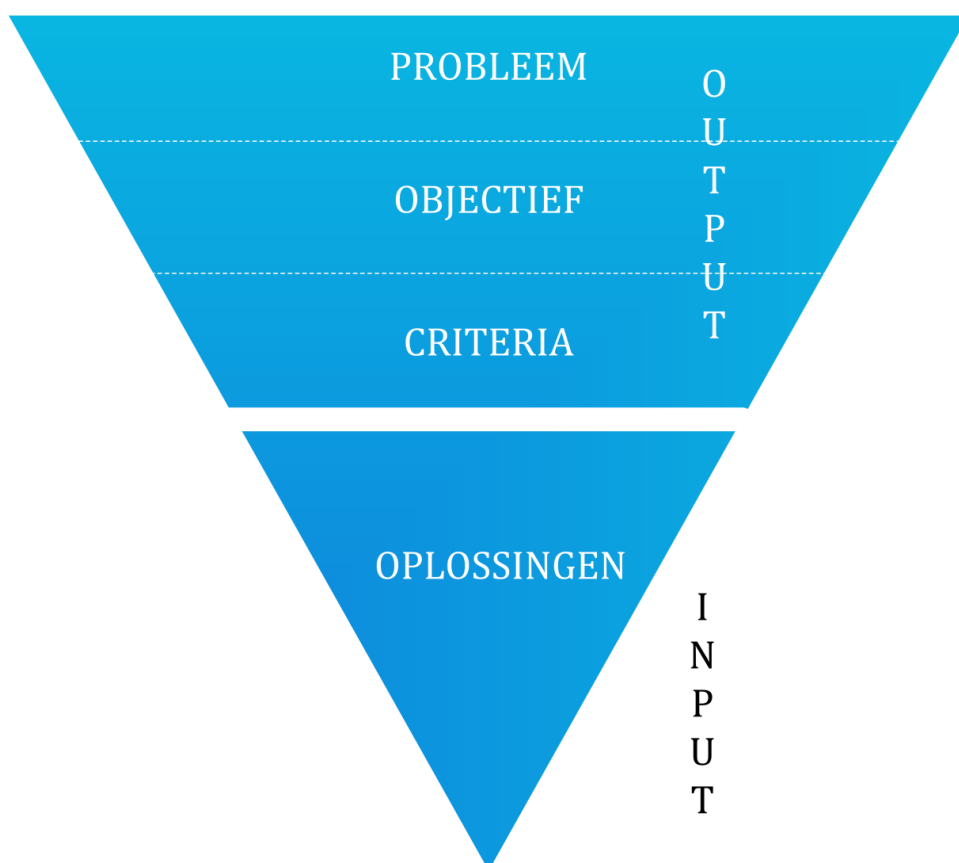 PROBLEEM
OBJECTIEF
CRITERIA
OUTPUT
OPLOSSINGEN
INPUT